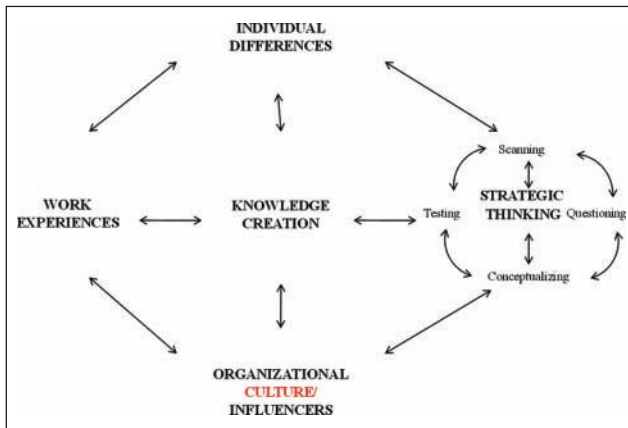 INDIVIDUAL
DIFFERENCES
Scanning
WORK
EXPERIENCES
KNOWLEDGE
CREATION
Testing
STRATEGIC
THINKING
Questioning
Conceptualizing
ORGANIZATIONAL
CULTURE/
INFLUENCERS